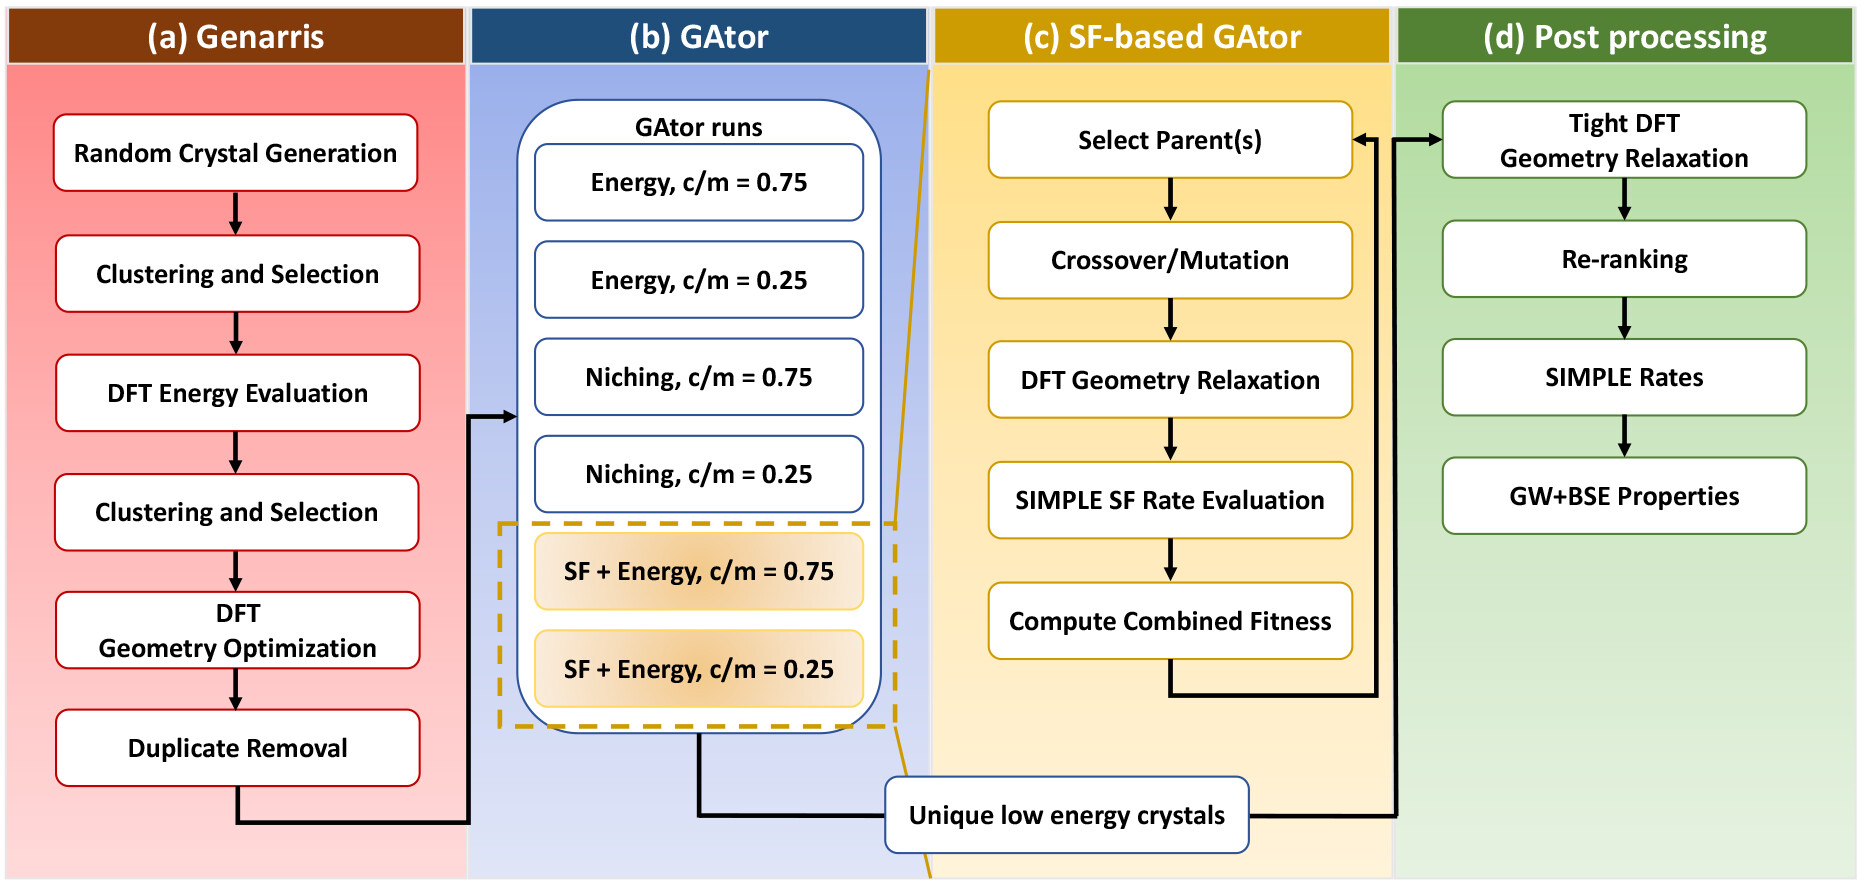 (a) Genarris
Random Crystal Generation
Clustering and Selection
DFT Energy Evaluation
Clustering and Selection
DFT
Geometry Optimization
Duplicate Removal
(b) GAtor
GAtor runs
Energy, c/m = 0.75
Energy, c/m = 0.25
Niching, c/m = 0.75
Niching, c/m = 0.25
SF + Energy, c/m = 0.75
SF + Energy, c/m = 0.25
(c) SF-based GAtor
Select Parent(s)
Crossover/Mutation
DFT Geometry Relaxation
SIMPLE SF Rate Evaluation
Compute Combined Fitness
Unique low energy crystals
(d) Post processing
Tight DFT
Geometry Relaxation
Re-ranking
SIMPLE Rates
GW+BSE Properties